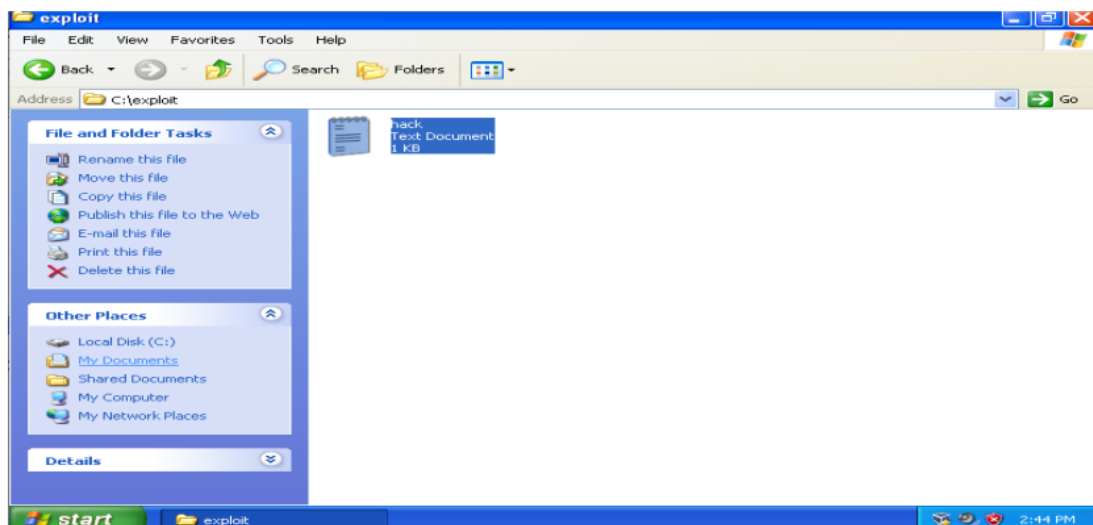 exploit
File Edit View Favorites Tools Help
Back Search Folders
Address C:\exploit Go
File and Folder Tasks
Rename this file
Move this file
Copy this file
Publish this file to the Web
E-mail this file
Print this file
Delete this file
Other Places
Local Disk (C:)
My Documents
Shared Documents
My Computer
My Network Places
Details
hack
Text Document
1 KB
start exploit 2:44 PM